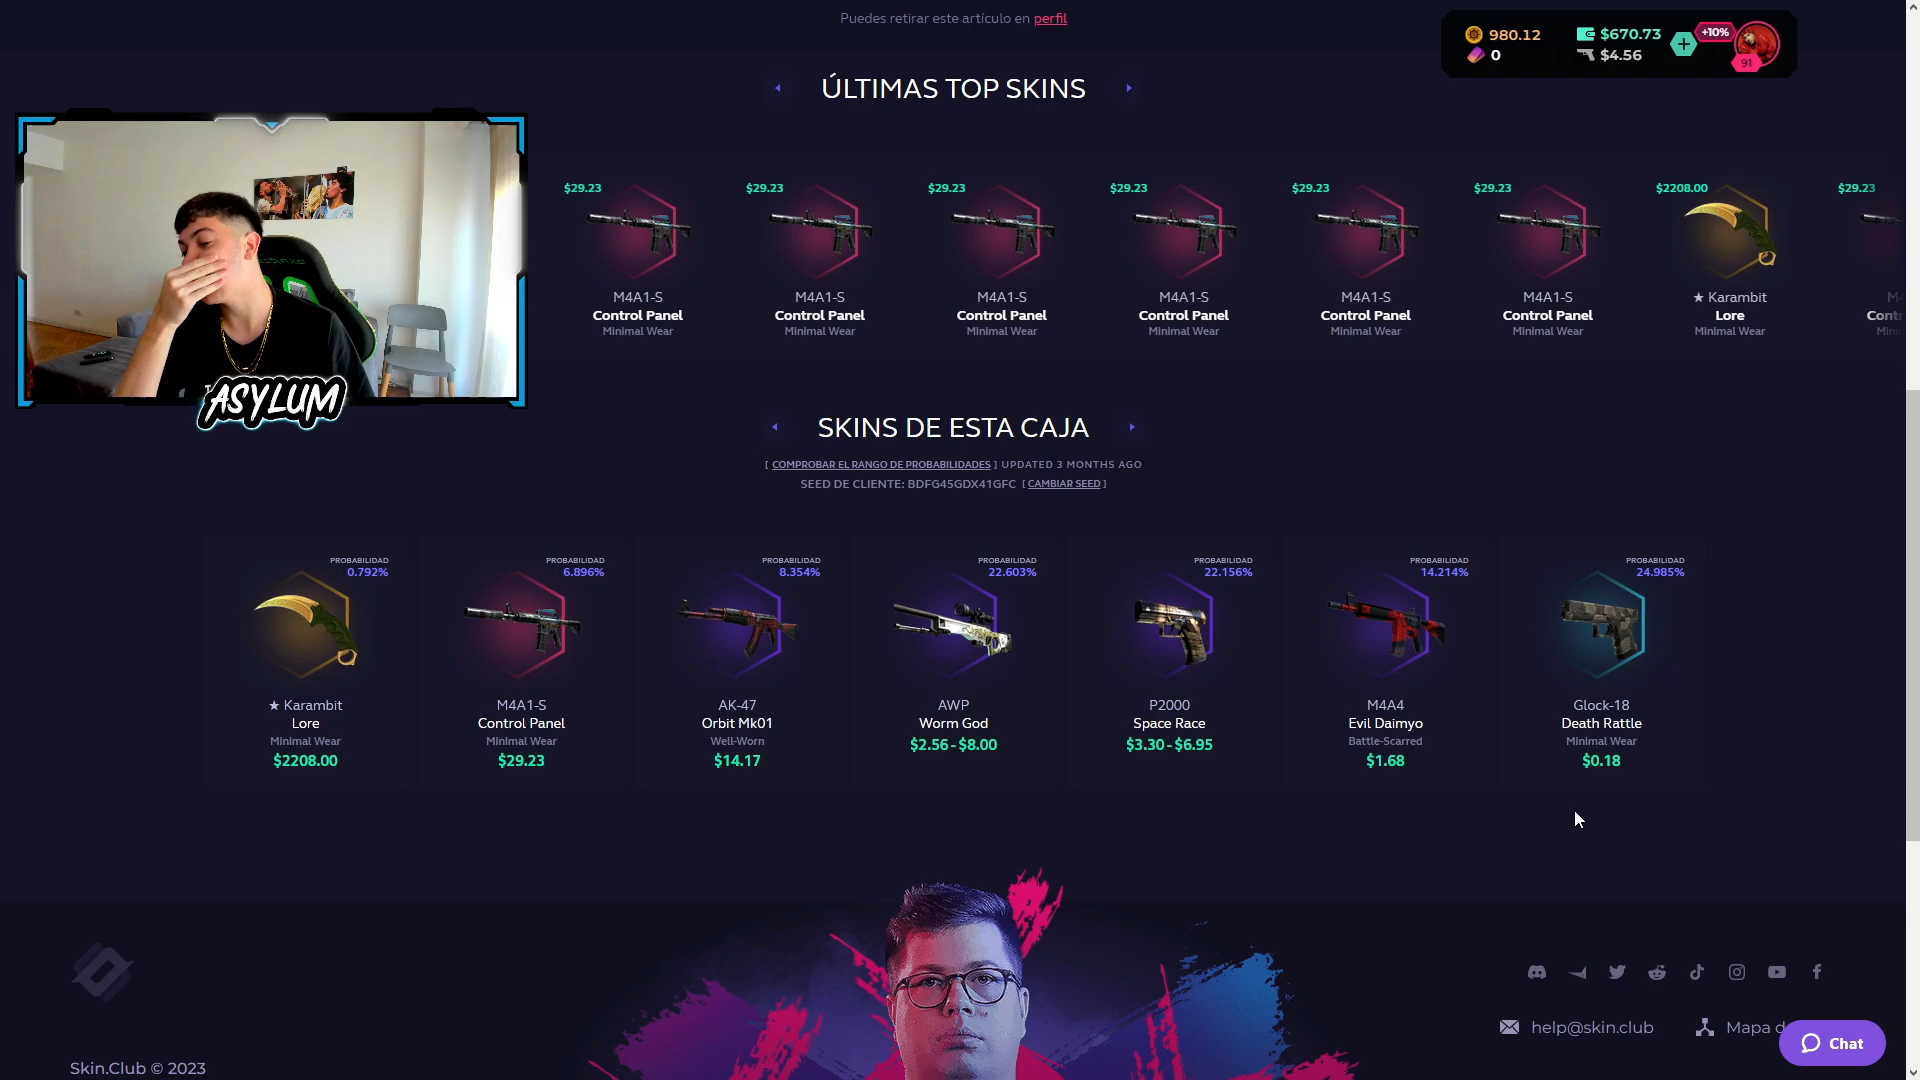 Puedes retirar este artículo en perfil
980.12
$670.73
+10%
0
$4.56
91
ÚLTIMAS TOP SKINS
$29.23
$29.23
$29.23
$29.23
$29.23
$29.23
$2208.00
$29.23
M4A1-S
Control Panel
Minimal Wear
M4A1-S
Control Panel
Minimal Wear
M4A1-S
Control Panel
Minimal Wear
M4A1-S
Control Panel
Minimal Wear
M4A1-S
Control Panel
Minimal Wear
M4A1-S
Control Panel
Minimal Wear
★ Karambit
Lore
Minimal Wear
ASYLUM
SKINS DE ESTA CAJA
[ COMPROBAR EL RANGO DE PROBABILIDADES ] UPDATED 3 MONTHS AGO
SEED DE CLIENTE: BDFG45GDX41GFC [ CAMBIAR SEED ]
PROBABILIDAD
0.792%
★ Karambit
Lore
Minimal Wear
$2208.00
PROBABILIDAD
6.896%
M4A1-S
Control Panel
Minimal Wear
$29.23
PROBABILIDAD
8.354%
AK-47
Orbit Mk01
Well-Worn
$14.17
PROBABILIDAD
22.603%
AWP
Worm God
$2.56 - $8.00
PROBABILIDAD
22.156%
P2000
Space Race
$3.30 - $6.95
PROBABILIDAD
14.214%
M4A4
Evil Daimyo
Battle-Scarred
$1.68
PROBABILIDAD
24.985%
Glock-18
Death Rattle
Minimal Wear
$0.18
help@skin.club
Mapa d
Chat
Skin.Club © 2023